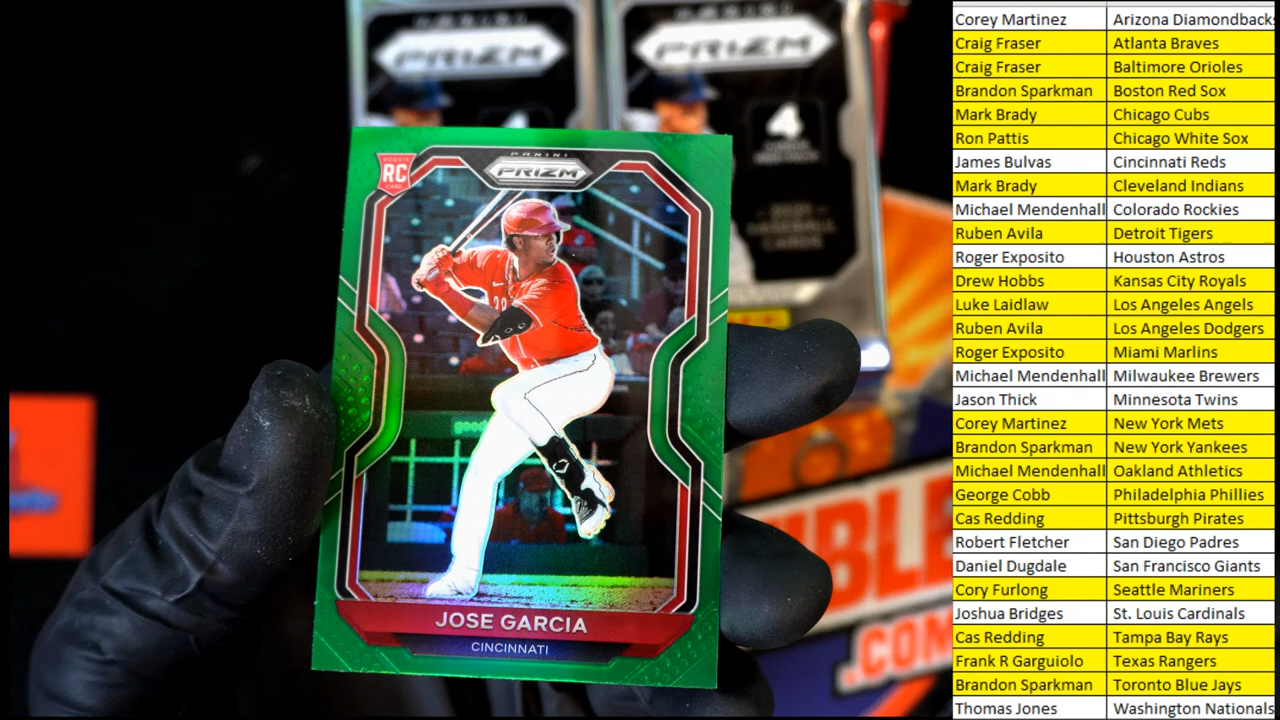 PRIZM
PRIZM
4
ROOKIE
RC
CARD
PANINI
PRIZM
JOSE GARCIA
CINCINNATI
.COM
Corey Martinez Arizona Diamondbacks
Craig Fraser Atlanta Braves
Craig Fraser Baltimore Orioles
Brandon Sparkman Boston Red Sox
Mark Brady Chicago Cubs
Ron Pattis Chicago White Sox
James Bulvas Cincinnati Reds
Mark Brady Cleveland Indians
Michael Mendenhall Colorado Rockies
Ruben Avila Detroit Tigers
Roger Exposito Houston Astros
Drew Hobbs Kansas City Royals
Luke Laidlaw Los Angeles Angels
Ruben Avila Los Angeles Dodgers
Roger Exposito Miami Marlins
Michael Mendenhall Milwaukee Brewers
Jason Thick Minnesota Twins
Corey Martinez New York Mets
Brandon Sparkman New York Yankees
Michael Mendenhall Oakland Athletics
George Cobb Philadelphia Phillies
Cas Redding Pittsburgh Pirates
Robert Fletcher San Diego Padres
Daniel Dugdale San Francisco Giants
Cory Furlong Seattle Mariners
Joshua Bridges St. Louis Cardinals
Cas Redding Tampa Bay Rays
Frank R Garguiolo Texas Rangers
Brandon Sparkman Toronto Blue Jays
Thomas Jones Washington Nationals